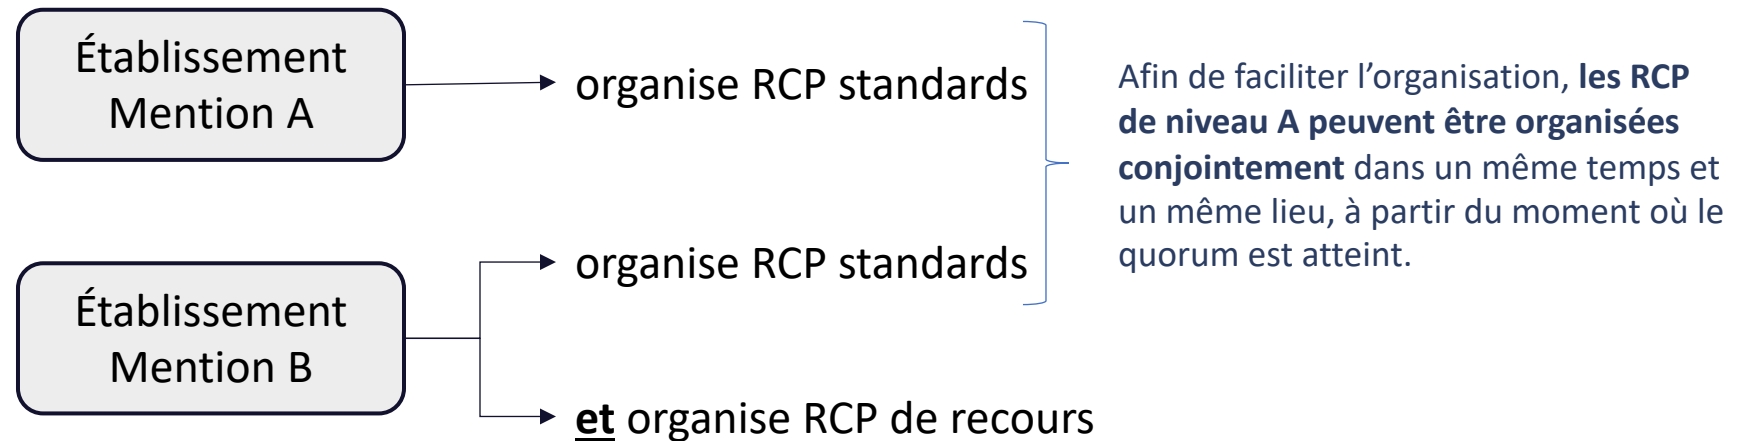 Établissement
Mention A
organise RCP standards
Afin de faciliter l’organisation, les RCP
de niveau A peuvent être organisées
conjointement dans un même temps et
un même lieu, à partir du moment où le
quorum est atteint.
Établissement
Mention B
organise RCP standards
et organise RCP de recours